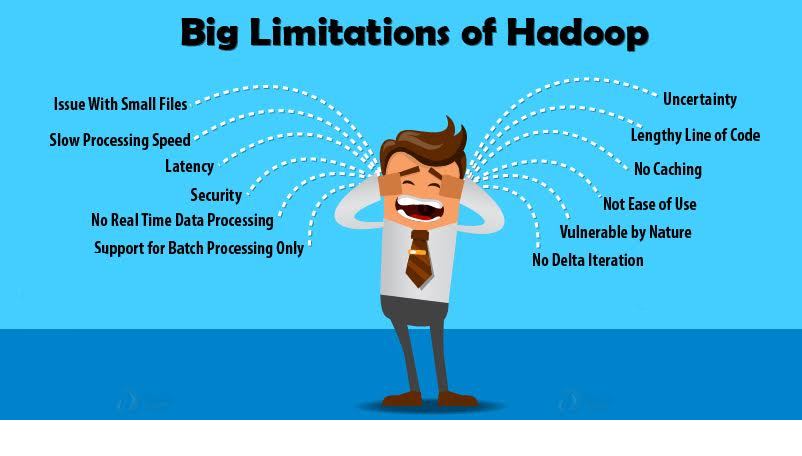 Big Limitations of Hadoop
Issue With Small Files
Slow Processing Speed
Latency
Security
No Real Time Data Processing
Support for Batch Processing Only
Uncertainty
Lengthy Line of Code
No Caching
Not Ease of Use
Vulnerable by Nature
No Delta Iteration